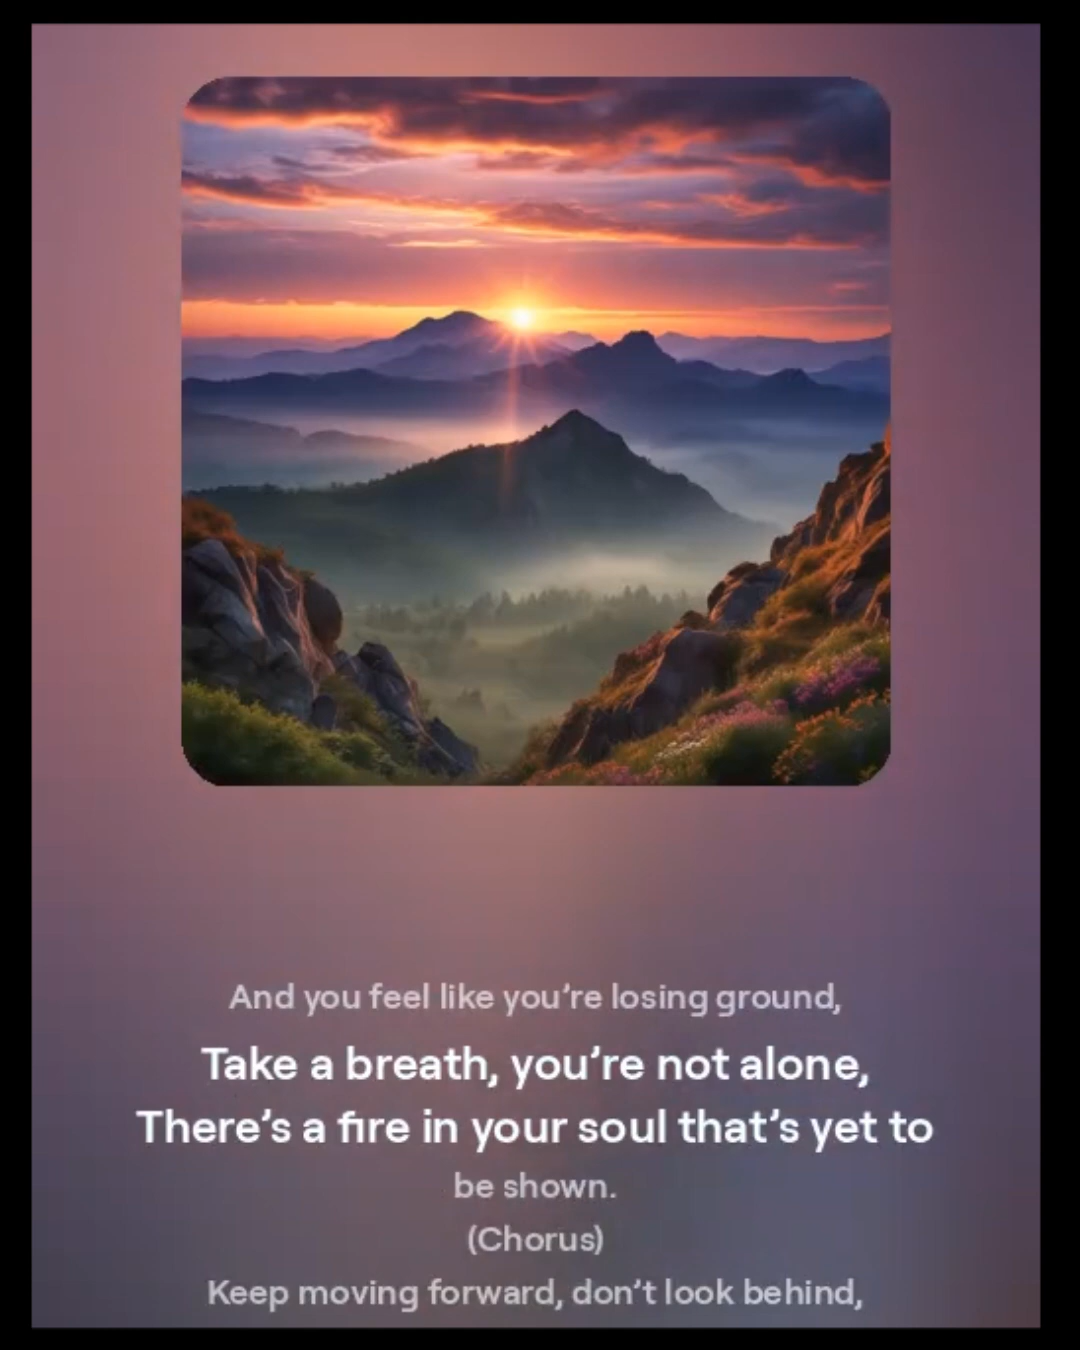 And you feel like you’re losing ground,
Take a breath, you’re not alone,
There’s a fire in your soul that’s yet to
be shown.
(Chorus)
Keep moving forward, don’t look behind,